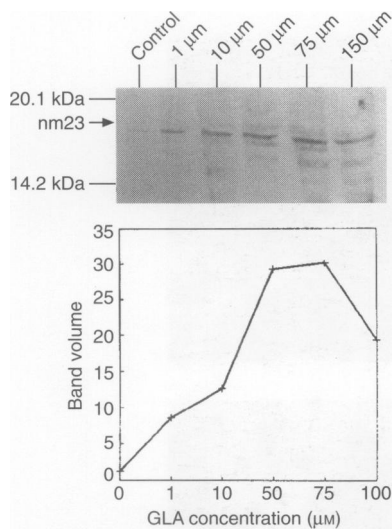 Control
1 μm
10 μm
50 μm
75 μm
150 μm
20.1 kDa
nm23
14.2 kDa
35
30
25
20
15
10
5
0
Band volume
0 1 10 50 75 100
GLA concentration (μM)